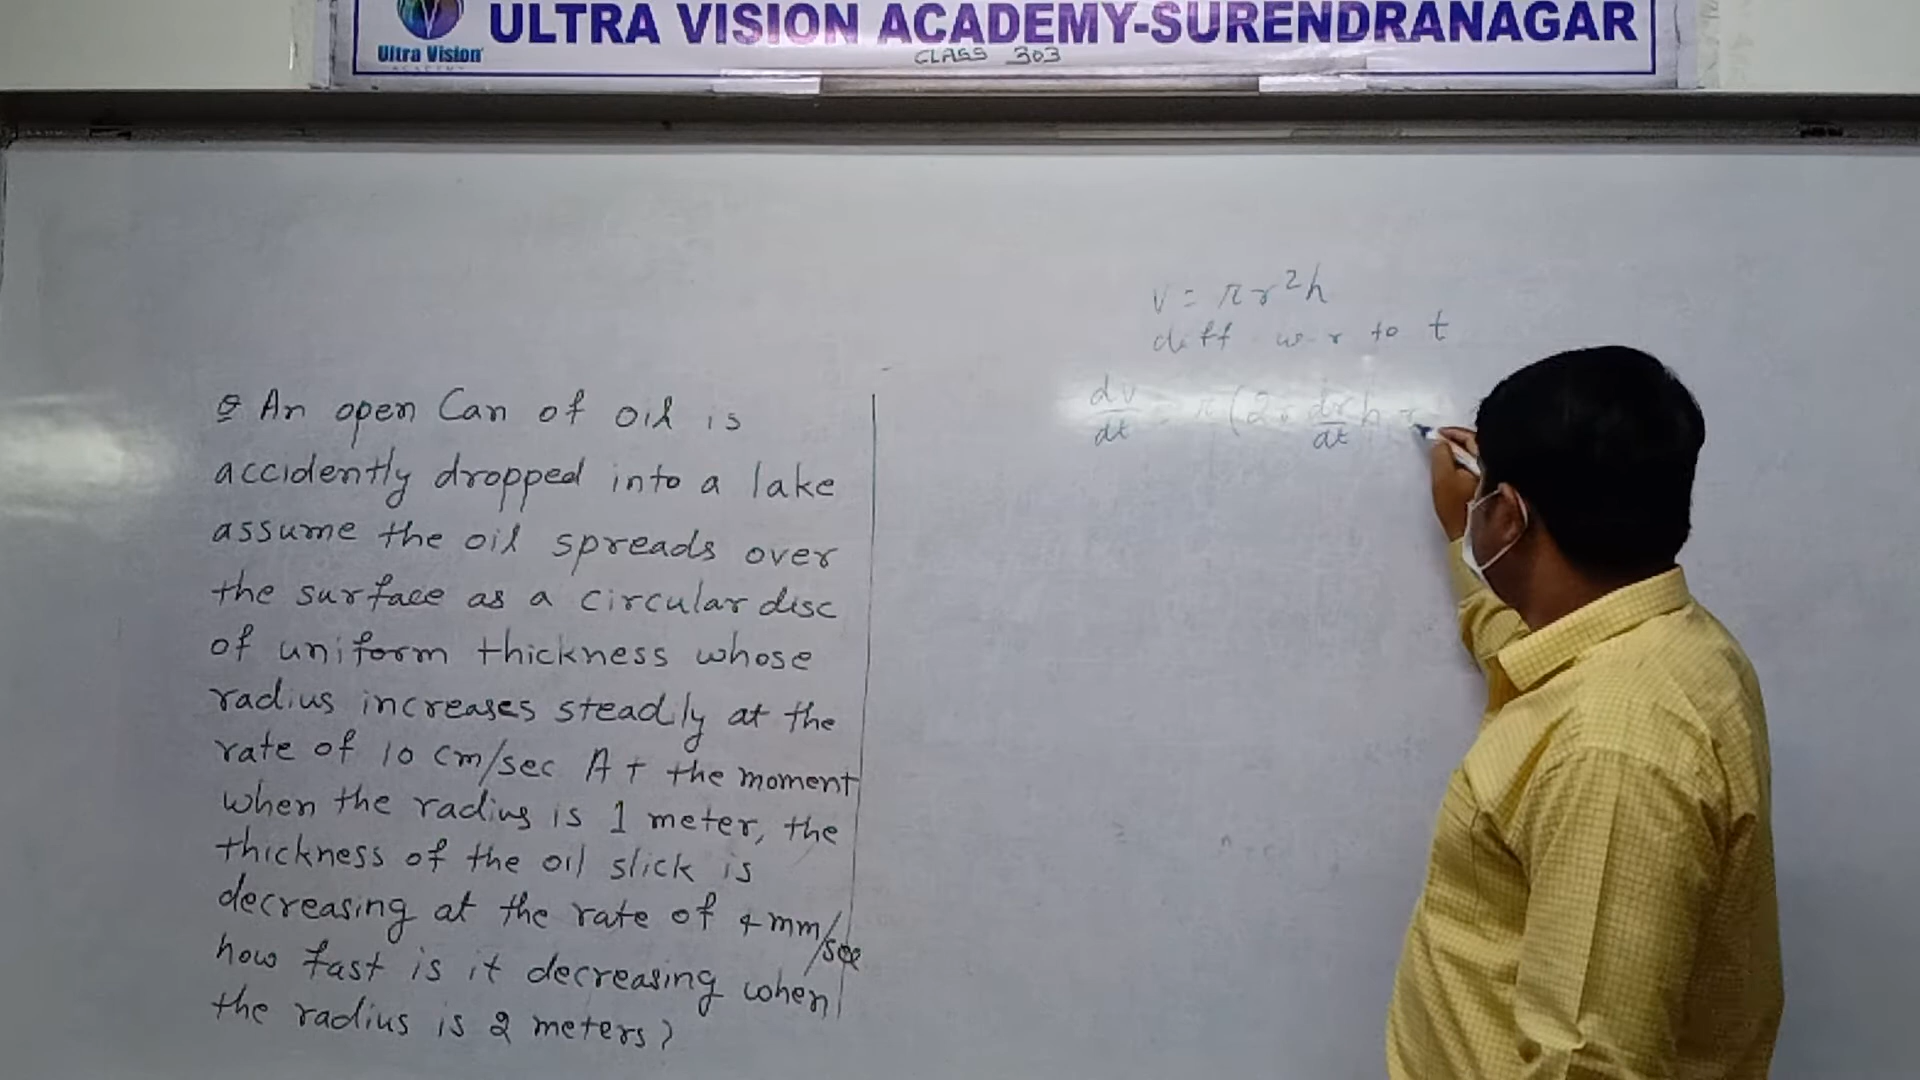 ULTRA VISION ACADEMY-SURENDRANAGAR
Ultra Vision
ACADEMY
CLASS 303
Q An open Can of oil is
accidently dropped into a lake
assume the oil spreads over
the surface as a circular disc
of uniform thickness whose
radius increases steadly at the
rate of 10 cm/sec At the moment
when the radius is 1 meter, the
thickness of the oil slick is
decreasing at the rate of 4 mm/sec
how fast is it decreasing when
the radius is 2 meters?
V = πr²h
diff w.r to t
dv/dt = π(2r dr/dt h